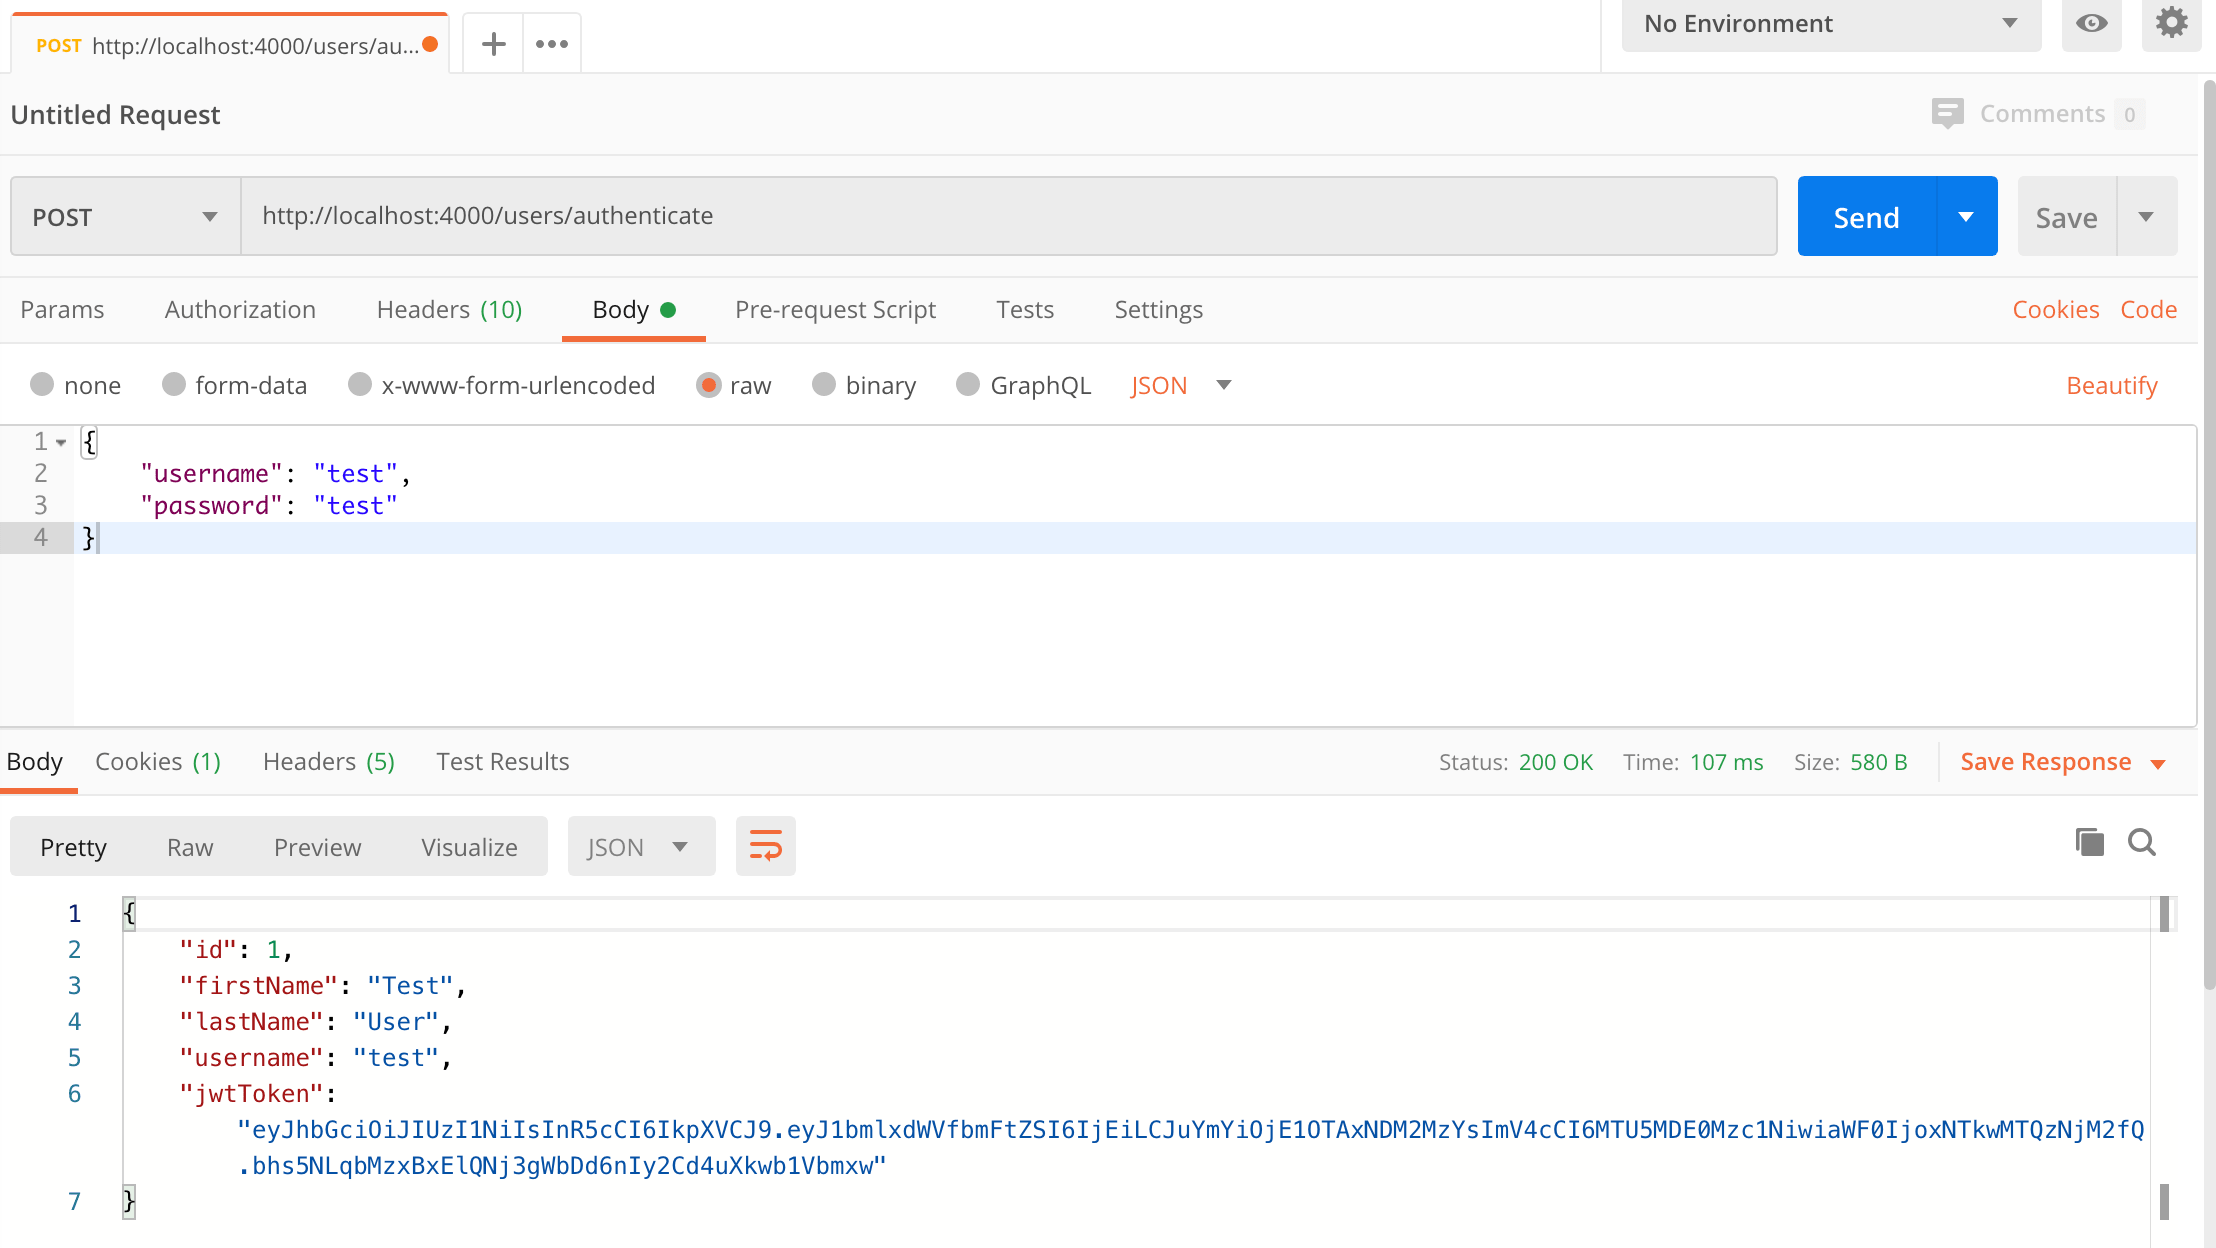 POST http://localhost:4000/users/au...
No Environment
Untitled Request
Comments 0
POST http://localhost:4000/users/authenticate Send Save
Params Authorization Headers (10) Body Pre-request Script Tests Settings Cookies Code
none form-data x-www-form-urlencoded raw binary GraphQL JSON Beautify
1 {
2 "username": "test",
3 "password": "test"
4 }
Body Cookies (1) Headers (5) Test Results Status: 200 OK Time: 107 ms Size: 580 B Save Response
Pretty Raw Preview Visualize JSON
1 {
2 "id": 1,
3 "firstName": "Test",
4 "lastName": "User",
5 "username": "test",
6 "jwtToken":
"eyJhbGciOiJIUzI1NiIsInR5cCI6IkpXVCJ9.eyJ1bmlxdWVfbmFtZSI6IjEiLCJuYmYiOjE1OTAxNDM2MzYsImV4cCI6MTU5MDE0Mzc1NiwiaWF0IjoxNTkwMTQzNjM2fQ
.bhs5NLqbMzxBxElQNj3gWbDd6nIy2Cd4uXkwb1Vbmxw"
7 }